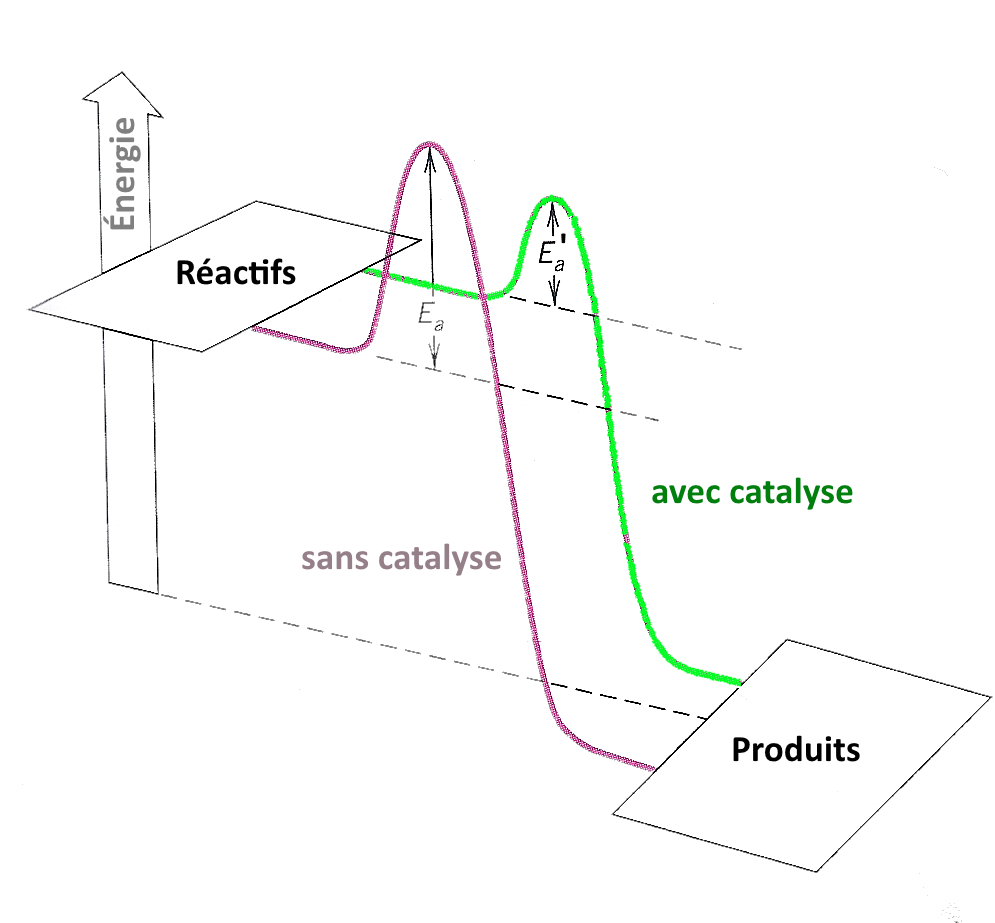 Énergie
Réactifs
Ea
E'a
avec catalyse
sans catalyse
Produits